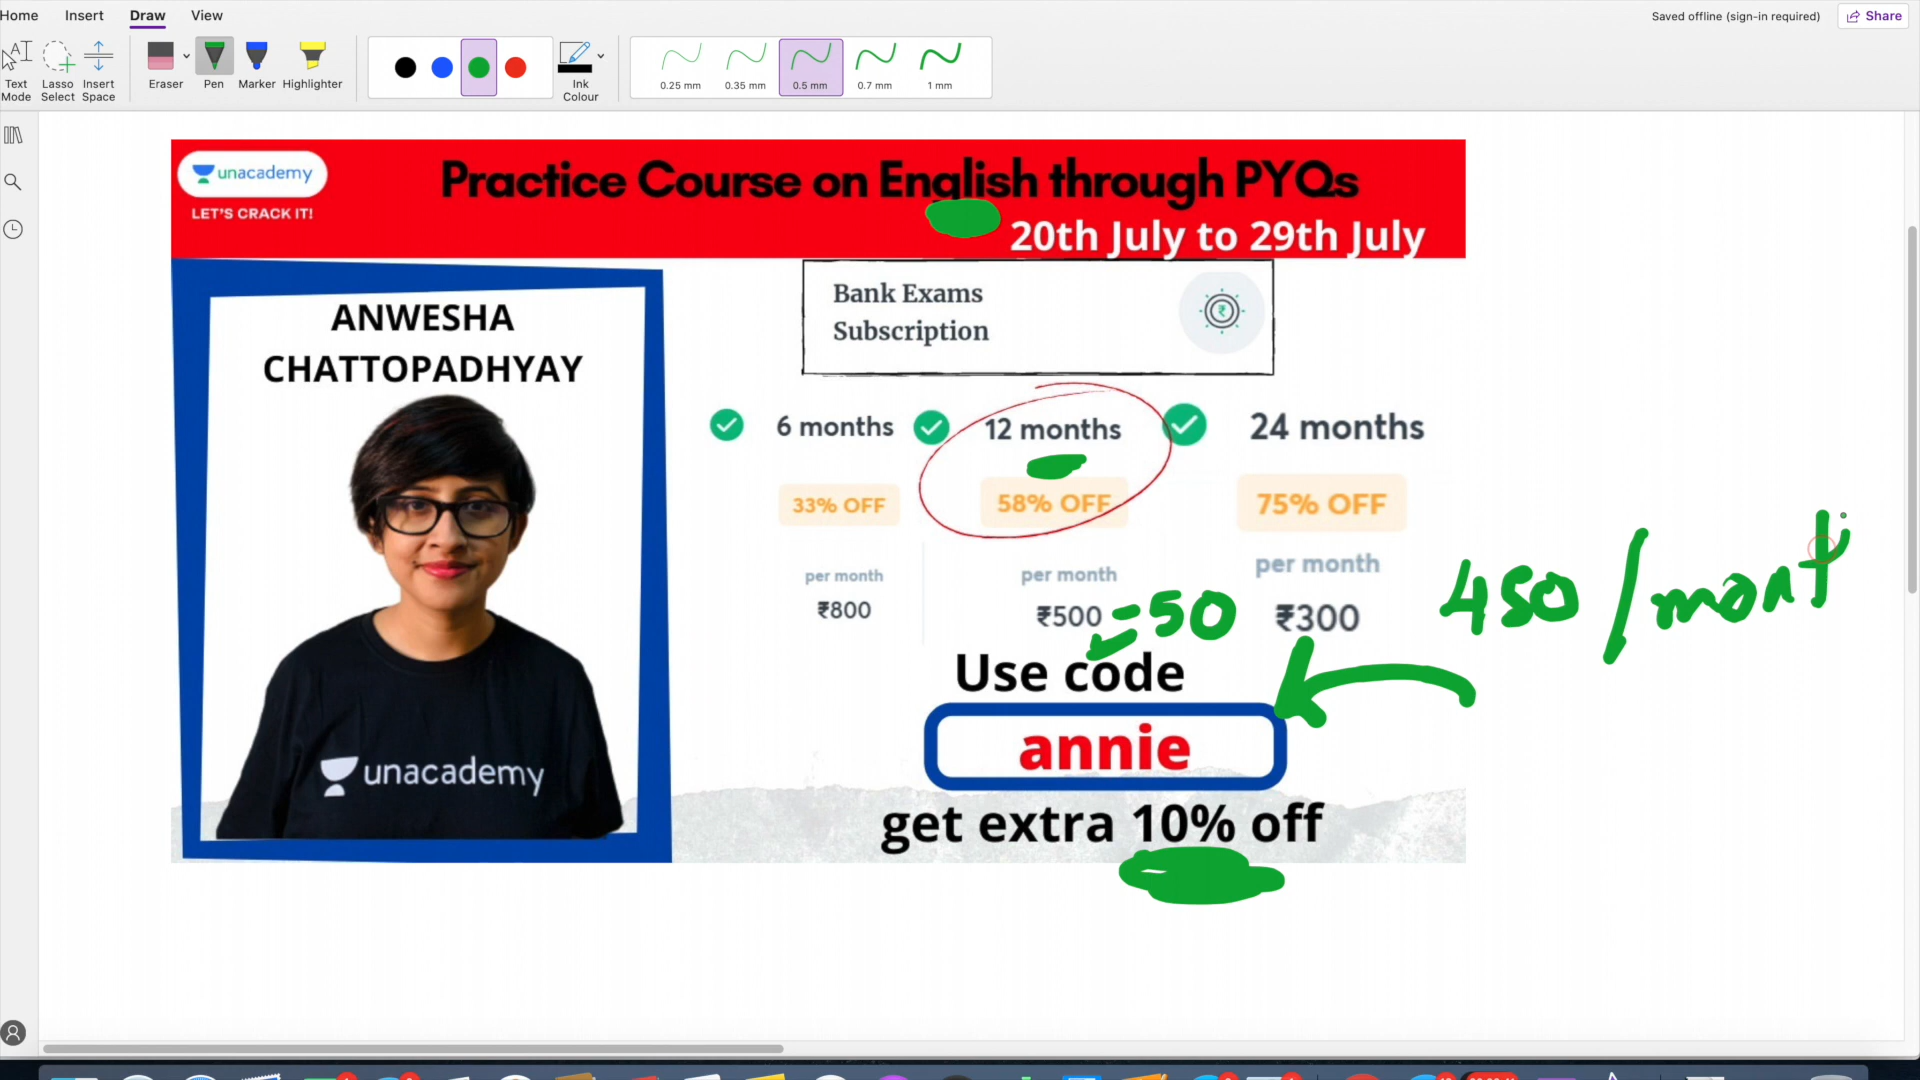 Home Insert Draw View
Saved offline (sign-in required) Share
Text Mode
Lasso Select
Insert Space
Eraser
Pen
Marker
Highlighter
Ink Colour
0.25 mm 0.35 mm 0.5 mm 0.7 mm 1 mm
unacademy
LET'S CRACK IT!
Practice Course on English through PYQs
20th July to 29th July
ANWESHA
CHATTOPADHYAY
unacademy
Bank Exams
Subscription
6 months 12 months 24 months
33% OFF 58% OFF 75% OFF
per month per month per month
₹800 ₹500 -50 ₹300
450/mont
Use code
annie
get extra 10% off